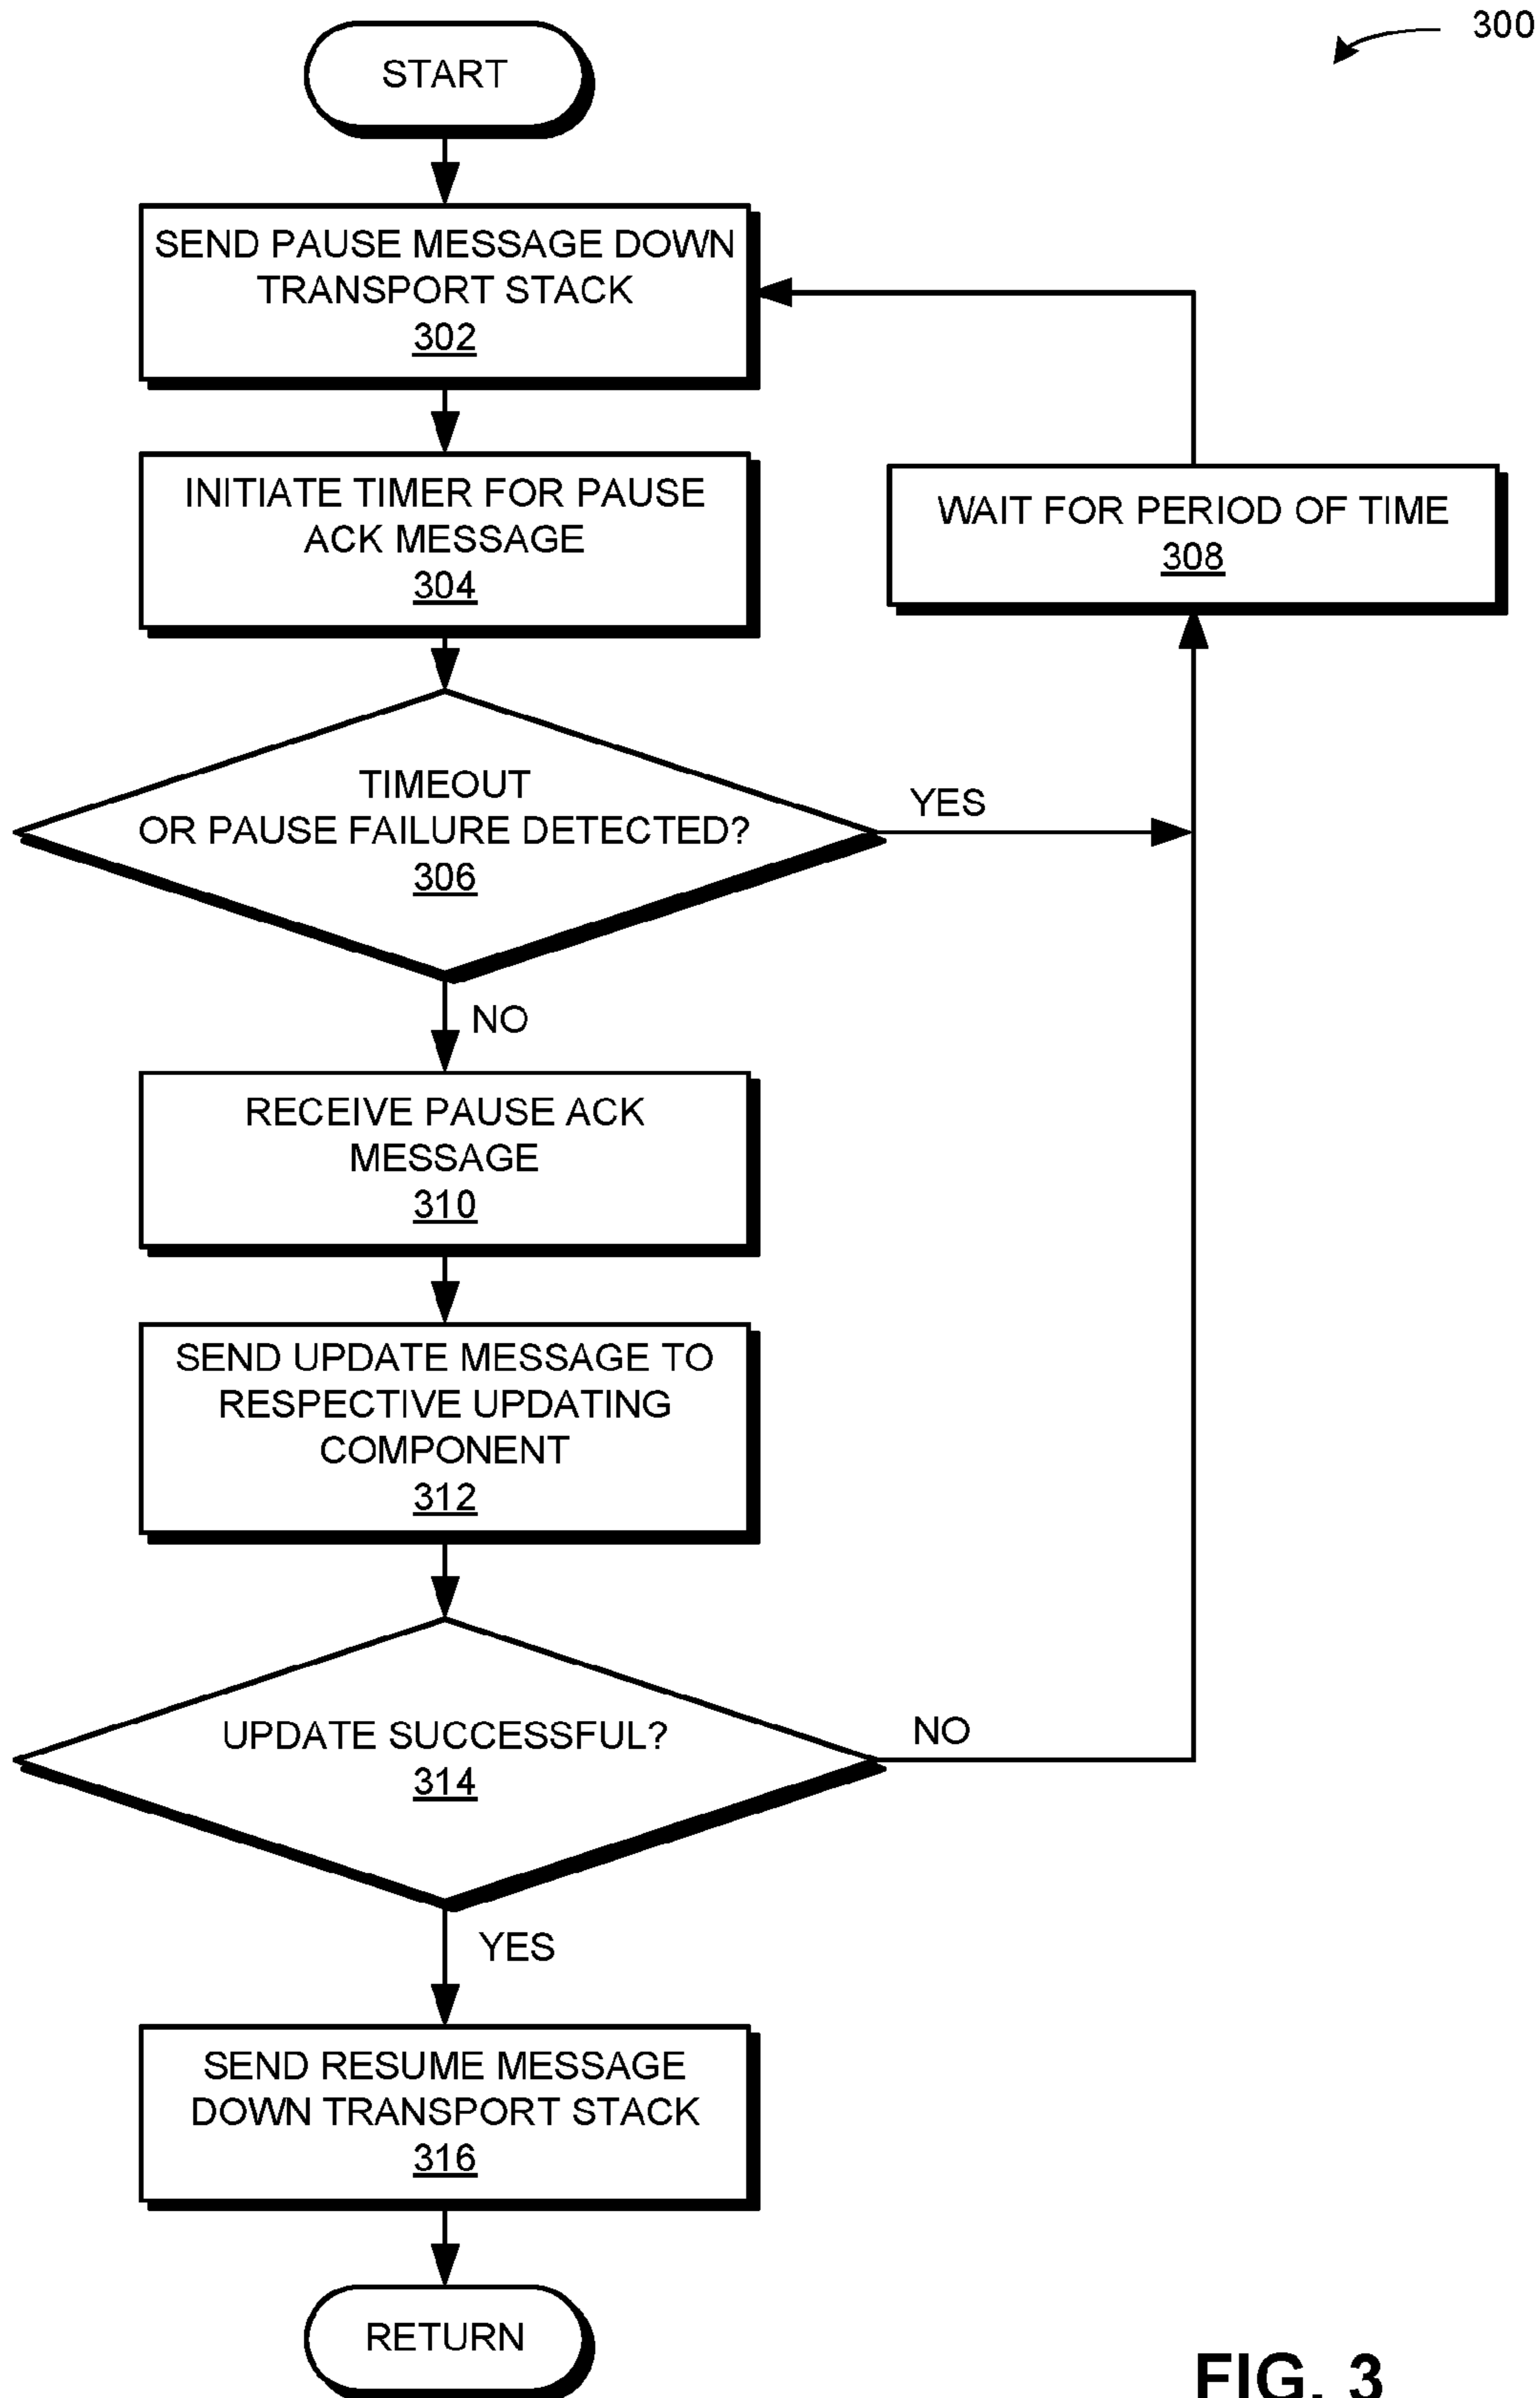 300
START
SEND PAUSE MESSAGE DOWN
TRANSPORT STACK
302
INITIATE TIMER FOR PAUSE
ACK MESSAGE
304
WAIT FOR PERIOD OF TIME
308
TIMEOUT
OR PAUSE FAILURE DETECTED?
306
YES
NO
RECEIVE PAUSE ACK
MESSAGE
310
SEND UPDATE MESSAGE TO
RESPECTIVE UPDATING
COMPONENT
312
UPDATE SUCCESSFUL?
314
NO
YES
SEND RESUME MESSAGE
DOWN TRANSPORT STACK
316
RETURN
FIG. 3